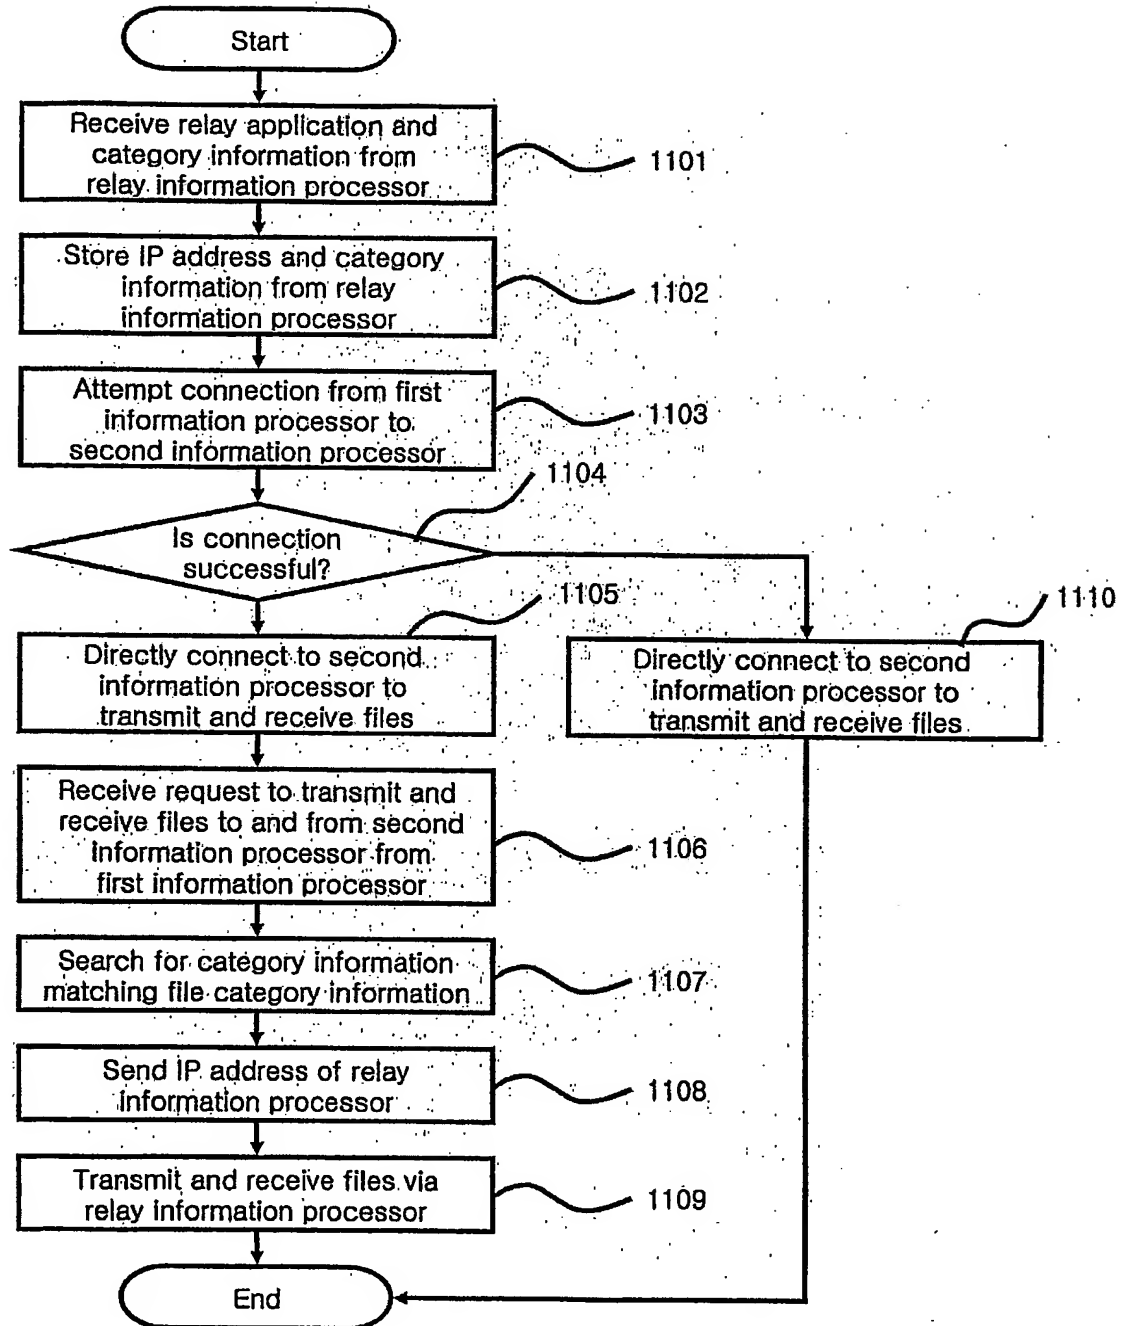 Start
Receive relay application and
category information from
relay information processor
1101
Store IP address and category
information from relay
information processor
1102
Attempt connection from first
information processor to
second information processor
1103
1104
Is connection
successful?
1105
Directly connect to second
information processor to
transmit and receive files
1110
Directly connect to second
information processor to
transmit and receive files
Receive request to transmit and
receive files to and from second
information processor from
first information processor
1106
Search for category information
matching file category information
1107
Send IP address of relay
information processor
1108
Transmit and receive files via
relay information processor
1109
End